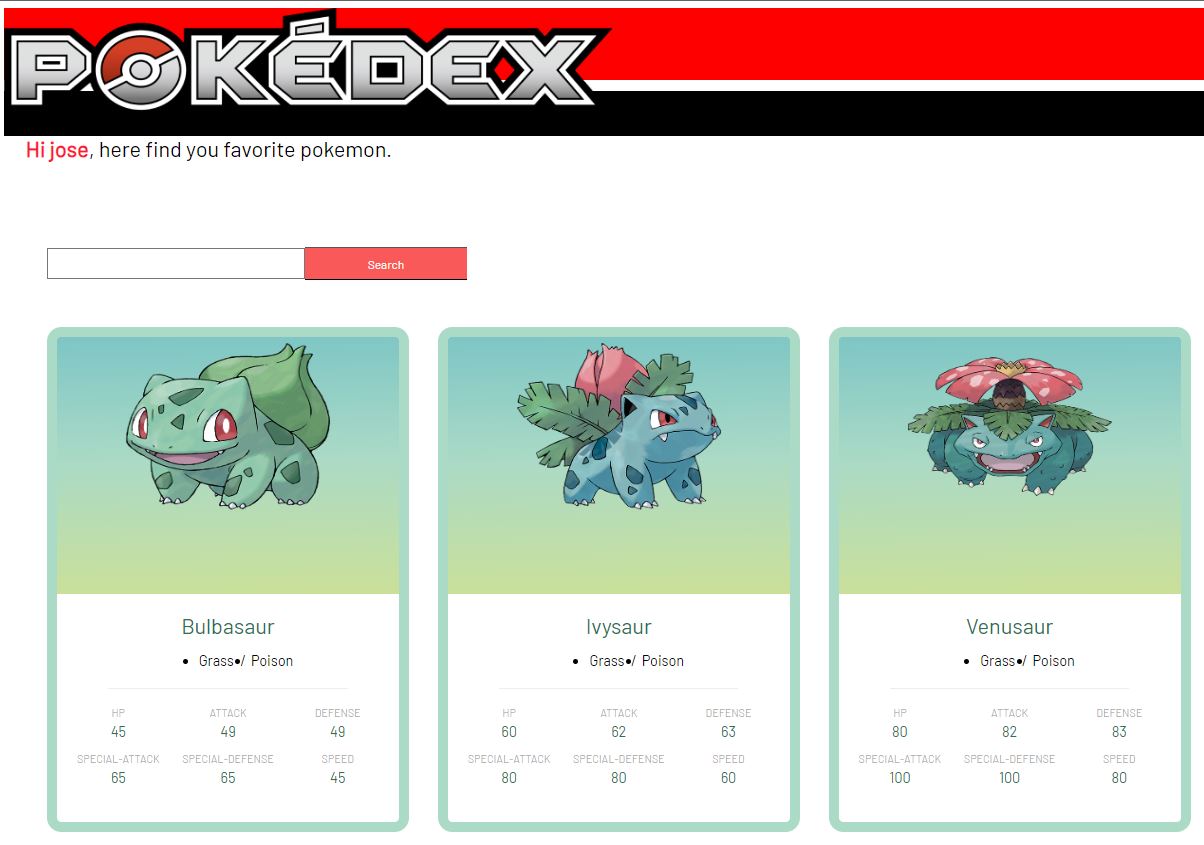 POKÉDEX
Hi jose, here find you favorite pokemon.
Search
Bulbasaur
• Grass•/ Poison
HP ATTACK DEFENSE
45 49 49
SPECIAL-ATTACK SPECIAL-DEFENSE SPEED
65 65 45
Ivysaur
• Grass•/ Poison
HP ATTACK DEFENSE
60 62 63
SPECIAL-ATTACK SPECIAL-DEFENSE SPEED
80 80 60
Venusaur
• Grass•/ Poison
HP ATTACK DEFENSE
80 82 83
SPECIAL-ATTACK SPECIAL-DEFENSE SPEED
100 100 80